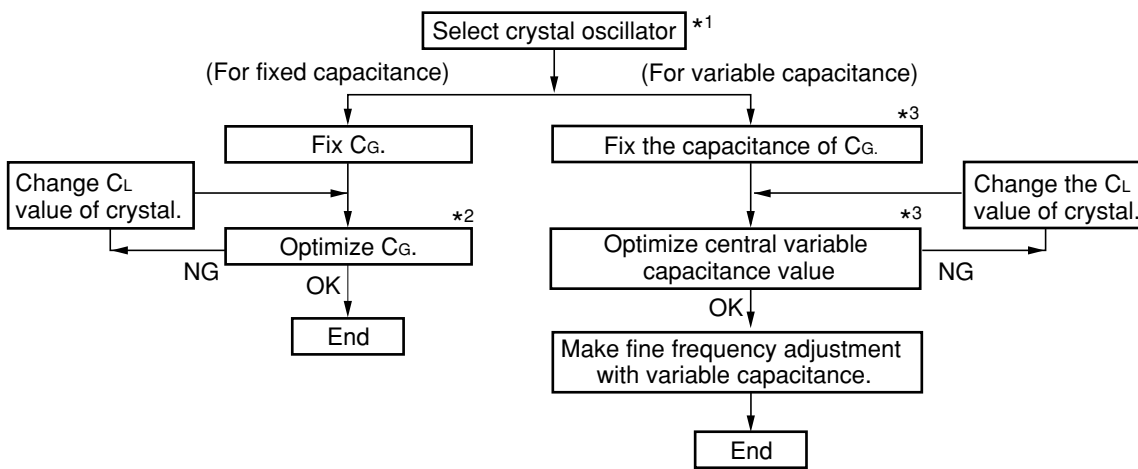 Select crystal oscillator *1
(For fixed capacitance) (For variable capacitance)
*3
Fix CG. Fix the capacitance of CG.
Change CL
value of crystal.
Change the CL
value of crystal.
*2 *3
Optimize CG. Optimize central variable
capacitance value
NG NG
OK OK
End
Make fine frequency adjustment
with variable capacitance.
End